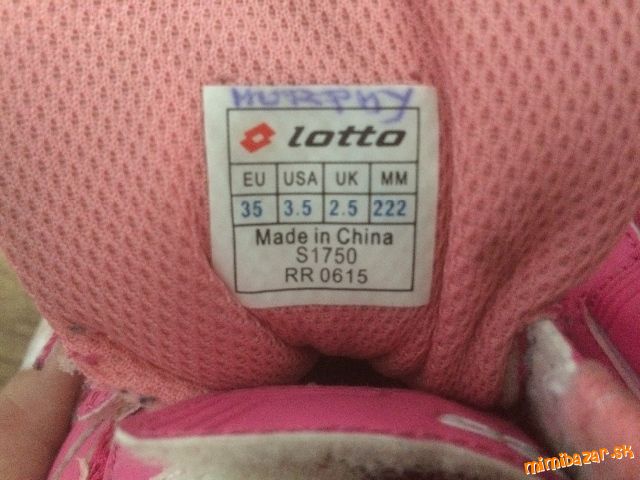 MURPHY
lotto
EU USA UK MM
35 3.5 2.5 222
Made in China
S1750
RR 0615
mimibazar.sk